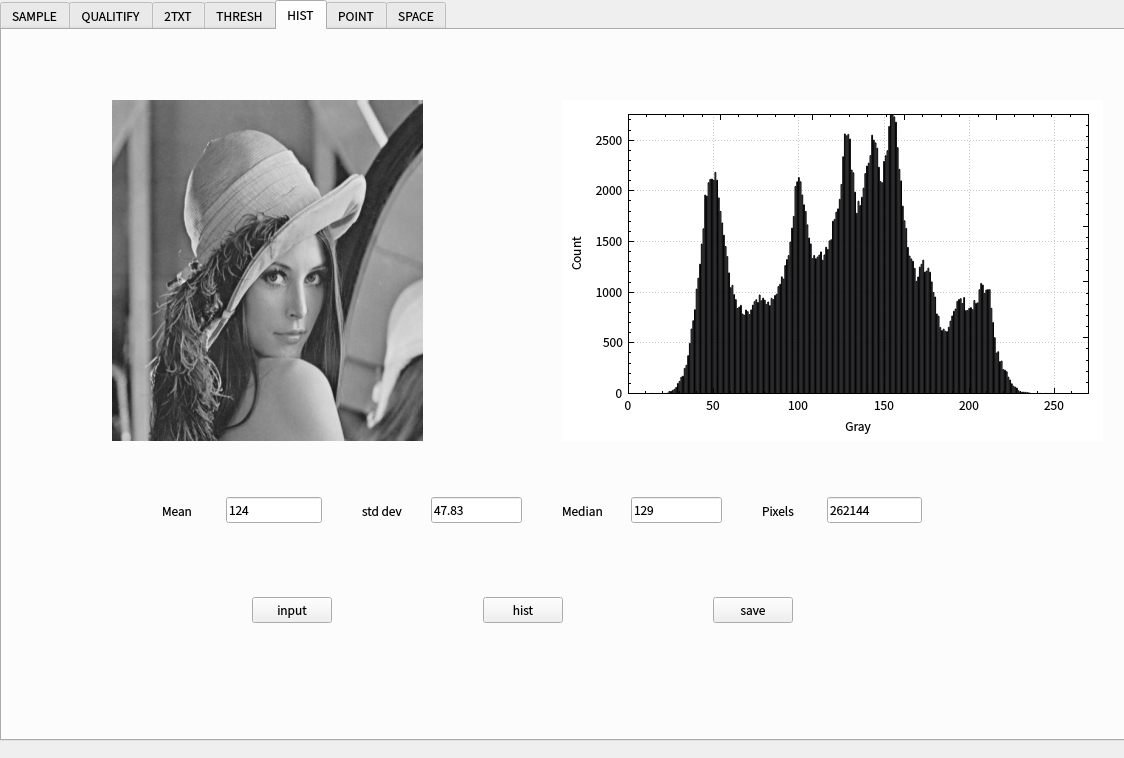 SAMPLE QUALITIFY 2TXT THRESH HIST POINT SPACE
2500
2000
1500
1000
500
0
Count
0 50 100 150 200 250
Gray
Mean 124 std dev 47.83 Median 129 Pixels 262144
input hist save